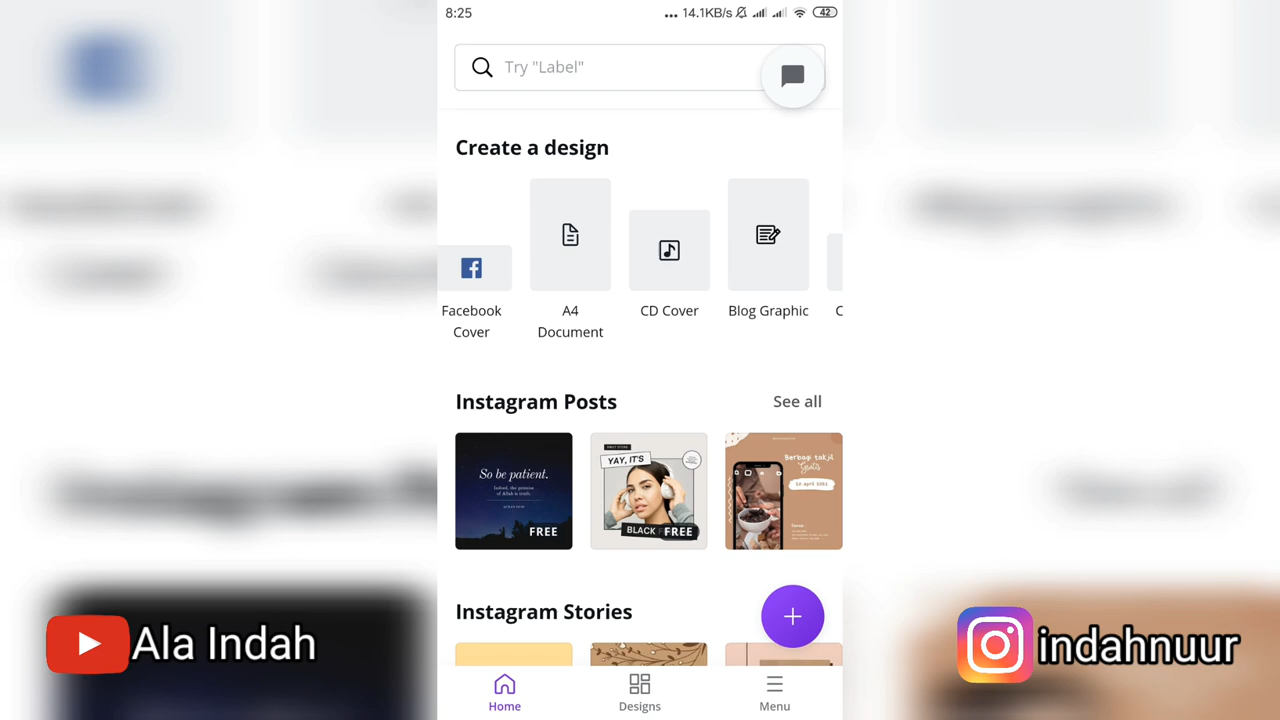 8:25
14.1KB/s
42
Try "Label"
Create a design
Facebook
Cover
A4
Document
CD Cover
Blog Graphic
C
Instagram Posts
See all
So be patient.
Indeed, the promise
of Allah is truth.
FREE
YAY, IT'S
BLACK F
FREE
Berbagi takjil
Gratis
Instagram Stories
Home
Designs
Menu
Ala Indah
indahnuur